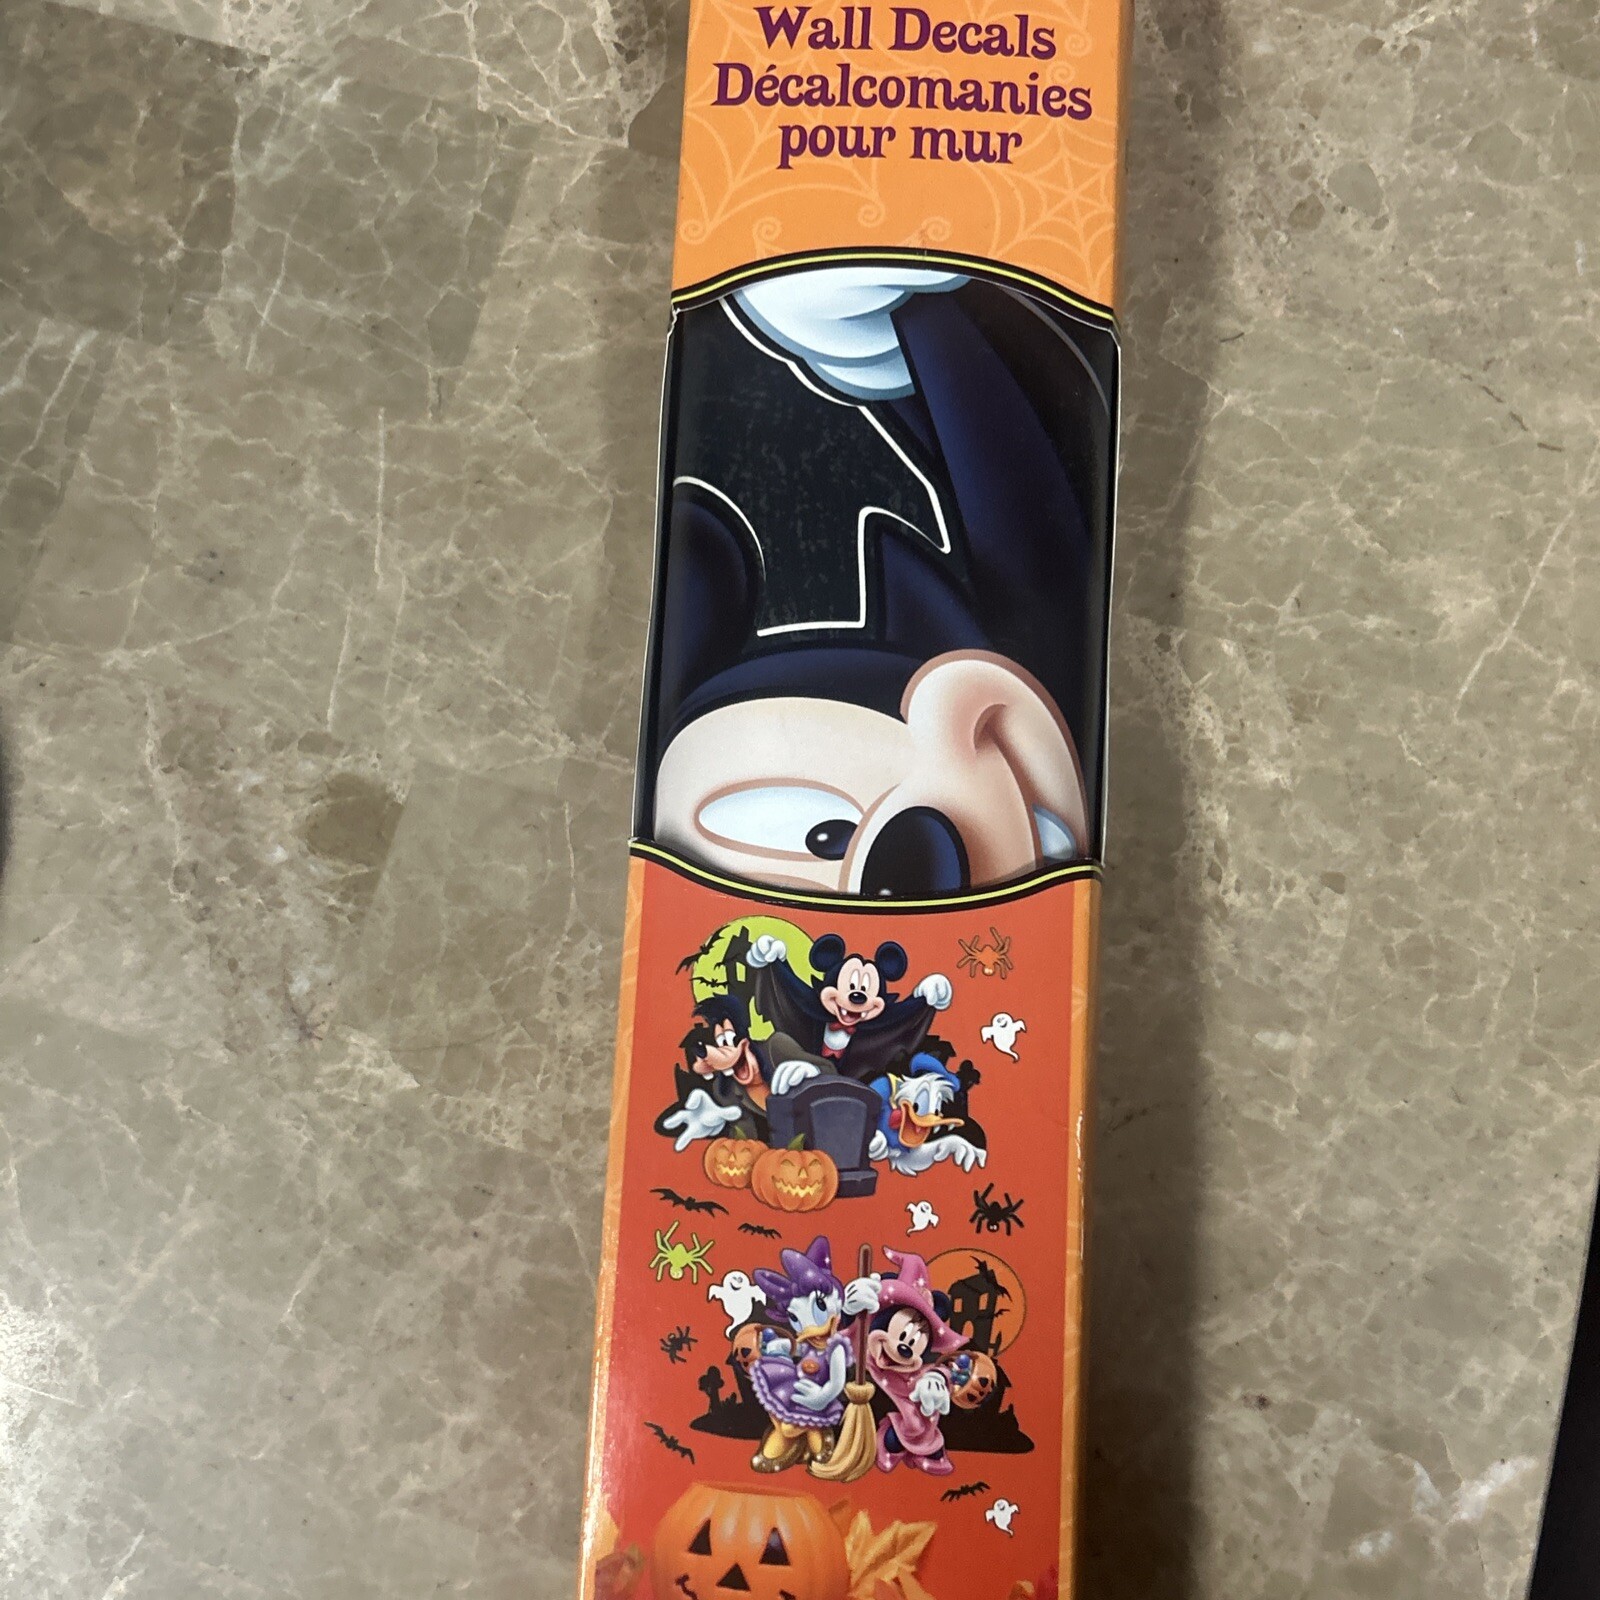 Wall Decals
Décalcomanies
pour mur